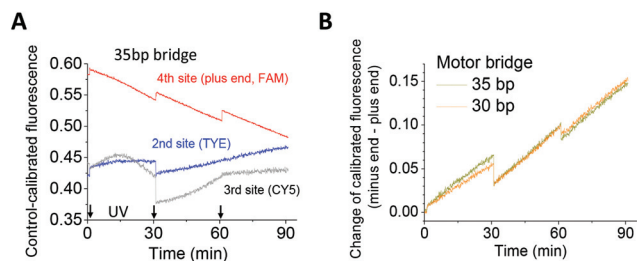 A
35bp bridge
0.60
0.55
0.50
0.45
0.40
0.35
Control-calibrated fluorescence
4th site (plus end, FAM)
2nd site (TYE)
3rd site (CY5)
UV
0 30 60 90
Time (min)
B
Motor bridge
35 bp
30 bp
0.15
0.10
0.05
0.00
Change of calibrated fluorescence
(minus end - plus end)
0 30 60 90
Time (min)